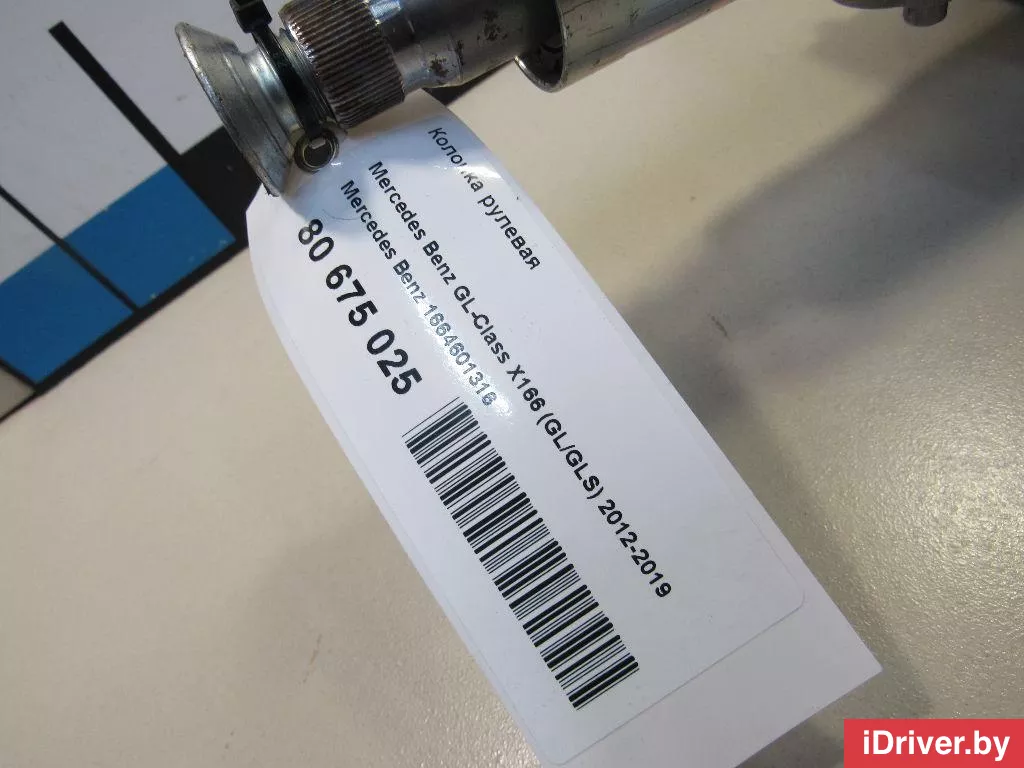 Колонка рулевая
Mercedes Benz GL-Class X166 (GL/GLS) 2012-2019
Mercedes Benz 1664601316
80 675 025
iDriver.by